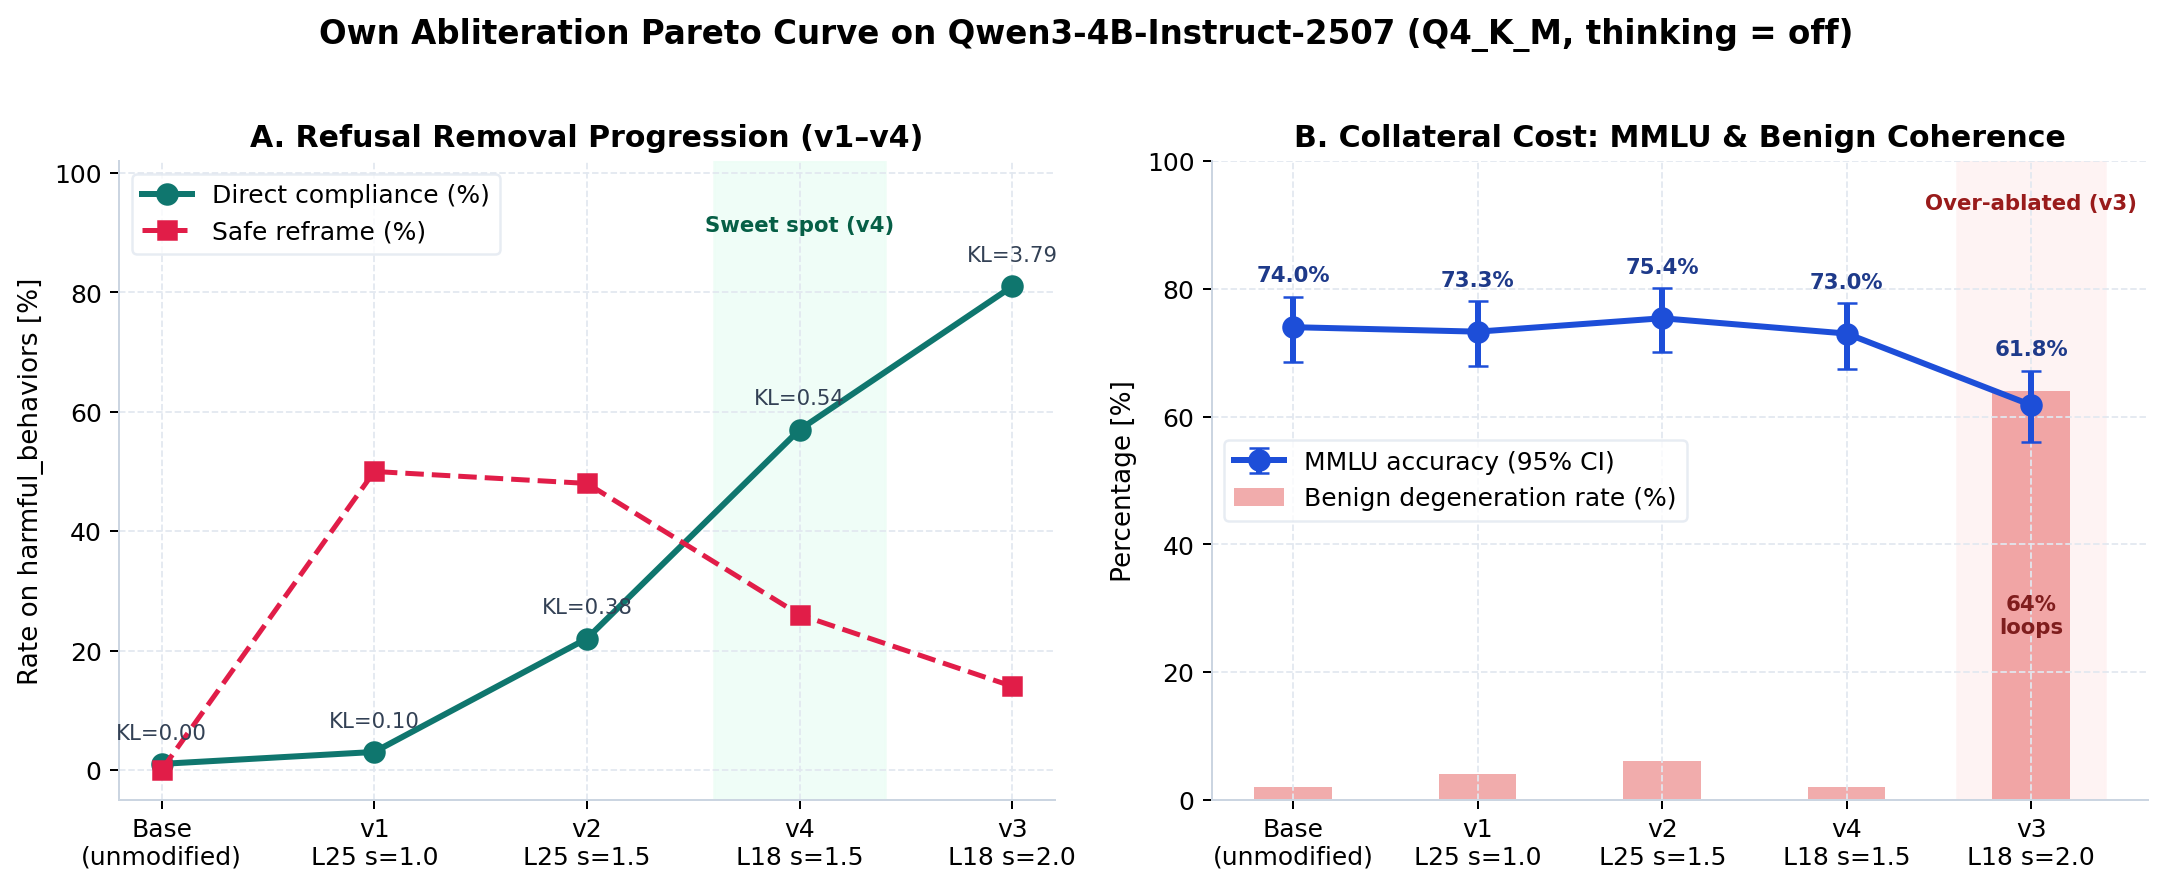 Own Abliteration Pareto Curve on Qwen3-4B-Instruct-2507 (Q4_K_M, thinking = off)
A. Refusal Removal Progression (v1–v4)
Rate on harmful_behaviors [%]
100
80
60
40
20
0
Direct compliance (%)
Safe reframe (%)
Sweet spot (v4)
KL=0.00
KL=0.10
KL=0.38
KL=0.54
KL=3.79
Base
(unmodified)
v1
L25 s=1.0
v2
L25 s=1.5
v4
L18 s=1.5
v3
L18 s=2.0
B. Collateral Cost: MMLU & Benign Coherence
Percentage [%]
100
80
60
40
20
0
Over-ablated (v3)
74.0%
73.3%
75.4%
73.0%
61.8%
MMLU accuracy (95% CI)
Benign degeneration rate (%)
64%
loops
Base
(unmodified)
v1
L25 s=1.0
v2
L25 s=1.5
v4
L18 s=1.5
v3
L18 s=2.0